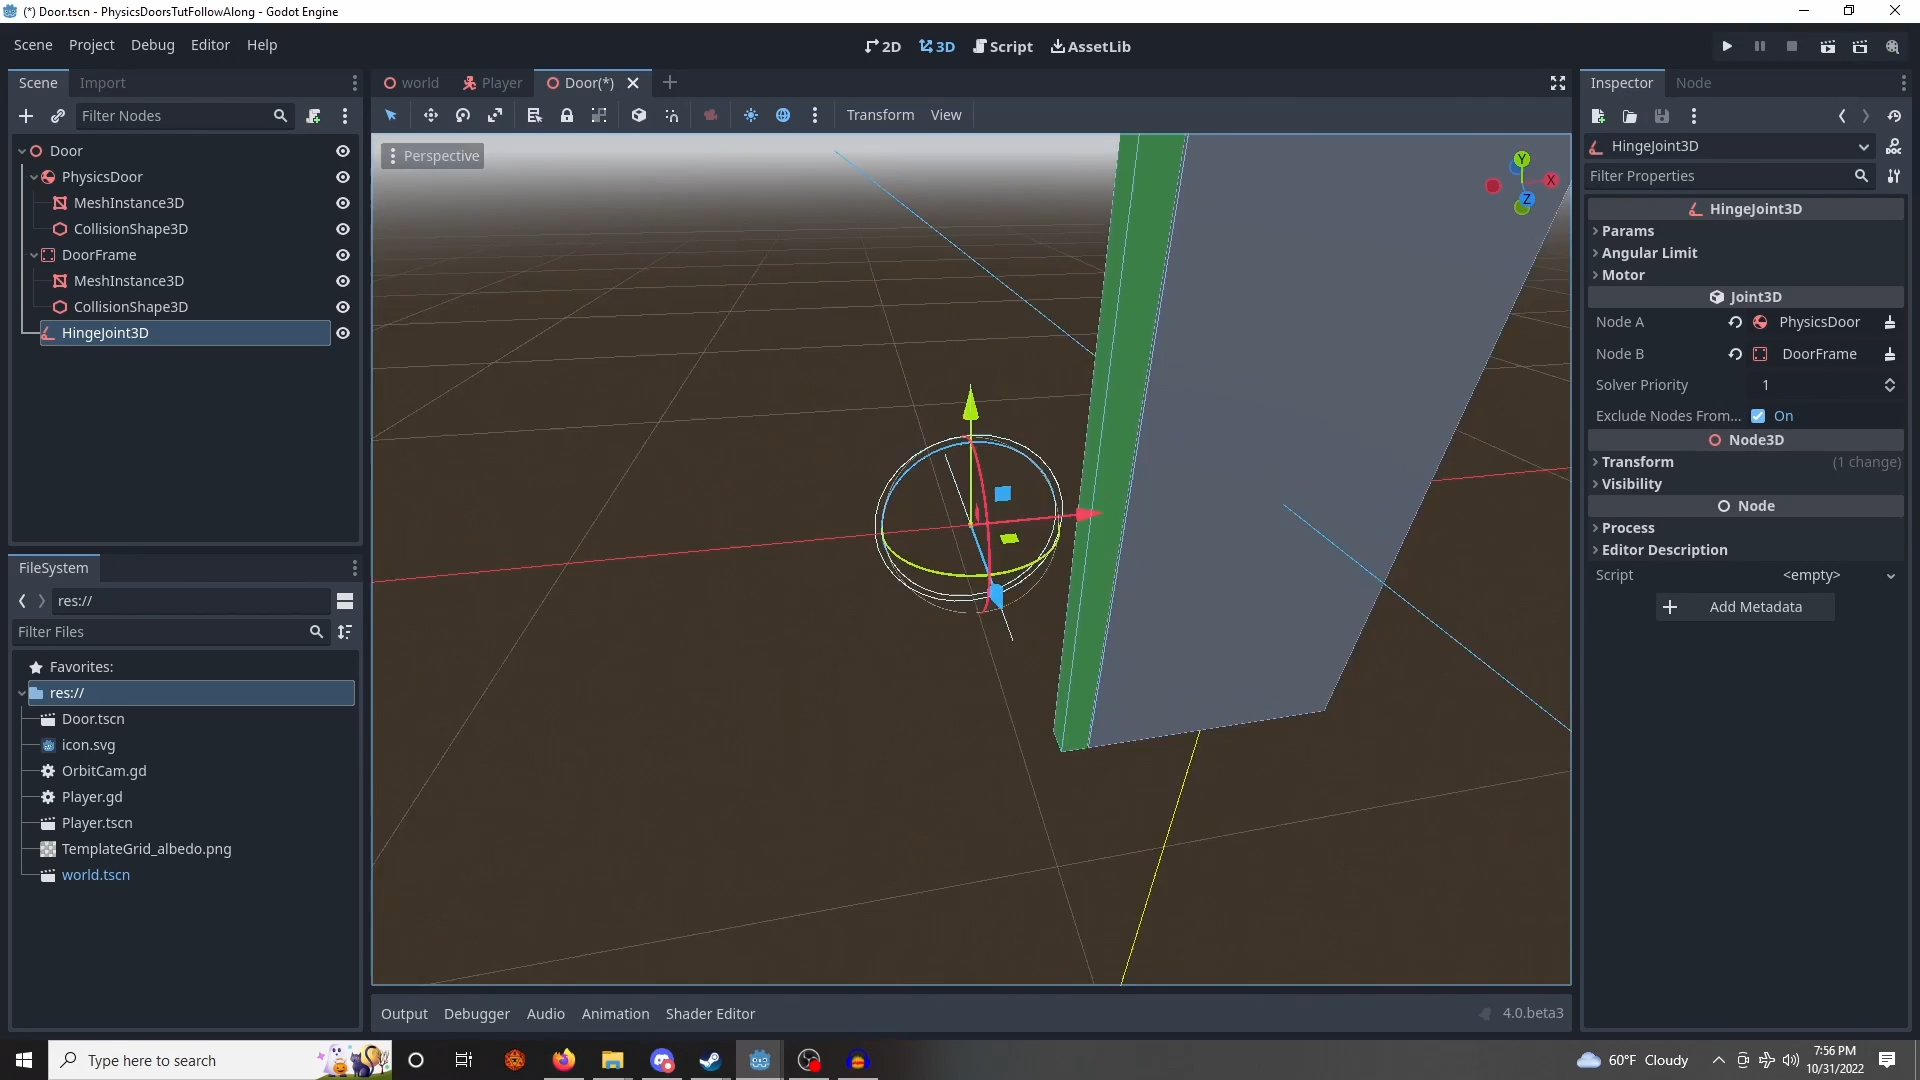 (*) Door.tscn - PhysicsDoorsTutFollowAlong - Godot Engine
Scene Project Debug Editor Help
2D 3D Script AssetLib
Scene Import
world Player Door(*)
Inspector Node
Filter Nodes
Transform View
Perspective
Y
X
Z
Door
PhysicsDoor
MeshInstance3D
CollisionShape3D
DoorFrame
MeshInstance3D
CollisionShape3D
HingeJoint3D
HingeJoint3D
Filter Properties
HingeJoint3D
Params
Angular Limit
Motor
Joint3D
Node A PhysicsDoor
Node B DoorFrame
Solver Priority 1
Exclude Nodes From... On
Node3D
Transform (1 change)
Visibility
Node
Process
Editor Description
Script <empty>
Add Metadata
FileSystem
res://
Filter Files
Favorites:
res://
Door.tscn
icon.svg
OrbitCam.gd
Player.gd
Player.tscn
TemplateGrid_albedo.png
world.tscn
Output Debugger Audio Animation Shader Editor
4.0.beta3
Type here to search
60°F Cloudy
7:56 PM
10/31/2022